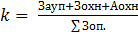 k = (Зауп+Зохн+Аохн) / ∑Зоп.